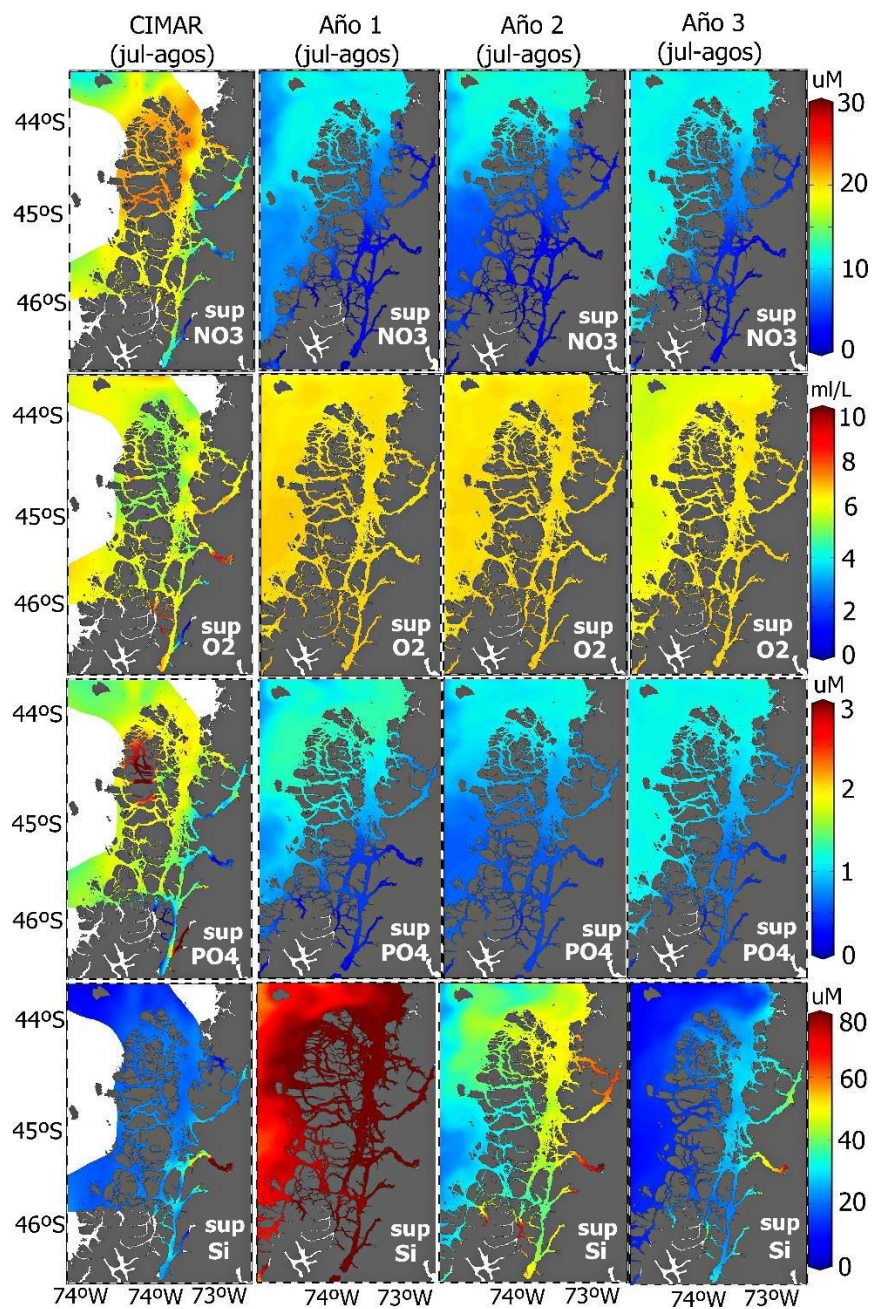 CIMAR Año 1 Año 2 Año 3
(jul-agos) (jul-agos) (jul-agos) (jul-agos)
uM
44ºS
45ºS
46ºS
sup NO3
sup NO3
sup NO3
sup NO3
30
20
10
0
ml/L
44ºS
45ºS
46ºS
sup O2
sup O2
sup O2
sup O2
10
8
6
4
2
0
uM
44ºS
45ºS
46ºS
sup PO4
sup PO4
sup PO4
sup PO4
3
2
1
0
uM
44ºS
45ºS
46ºS
sup Si
sup Si
sup Si
sup Si
80
60
40
20
0
74ºW 74ºW 73ºW 74ºW 73ºW 74ºW 73ºW 74ºW 73ºW